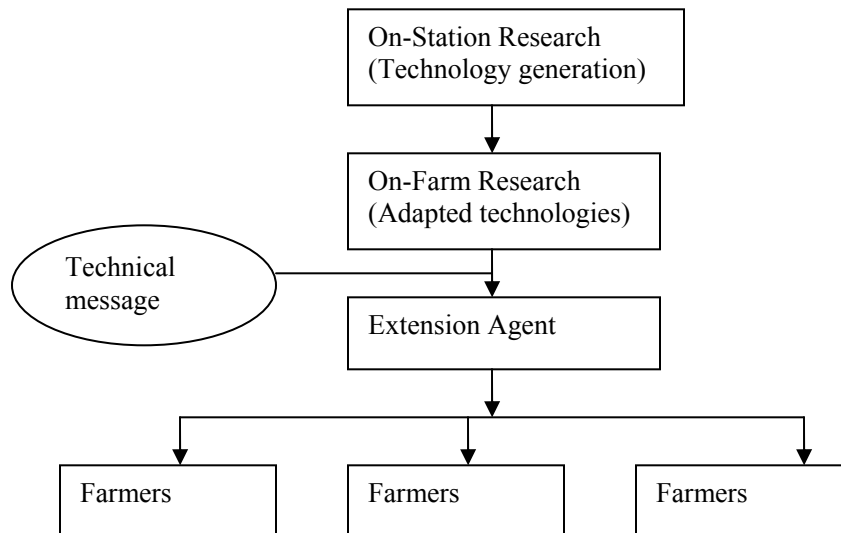 On-Station Research
(Technology generation)
On-Farm Research
(Adapted technologies)
Technical
message
Extension Agent
Farmers
Farmers
Farmers